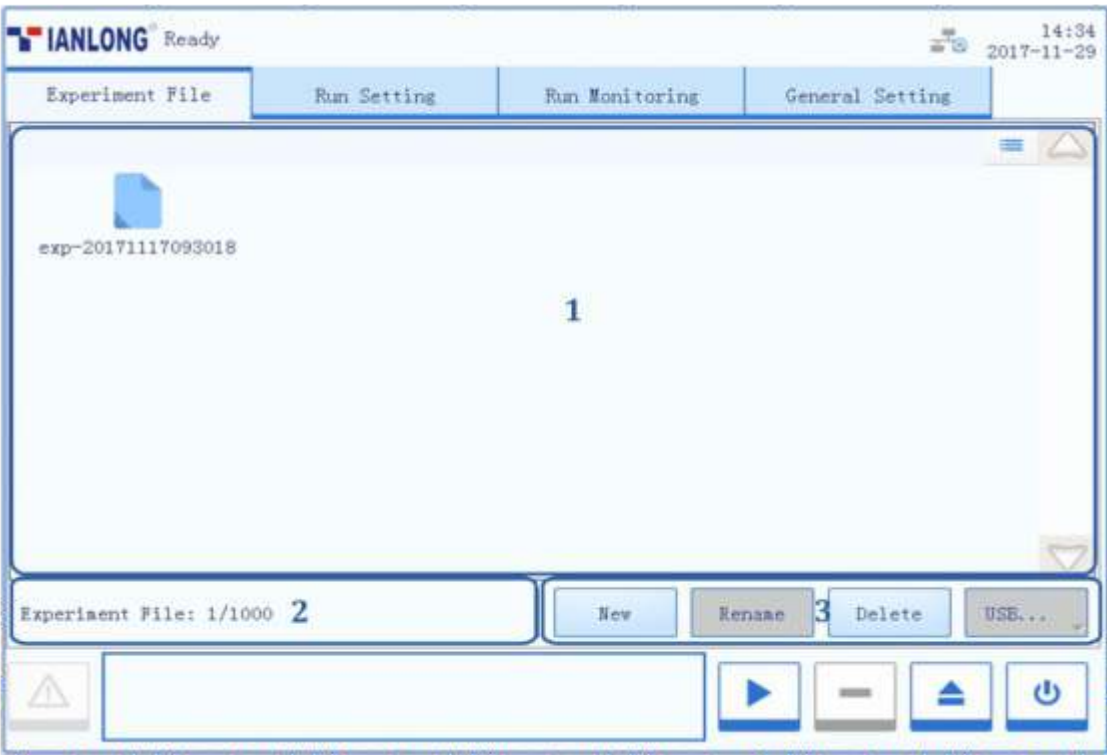 TIANLONG® Ready
14:34
2017-11-29
Experiment File Run Setting Run Monitoring General Setting
exp-20171117093018
1
Experiment File: 1/1000 2
New Rename 3 Delete USB...